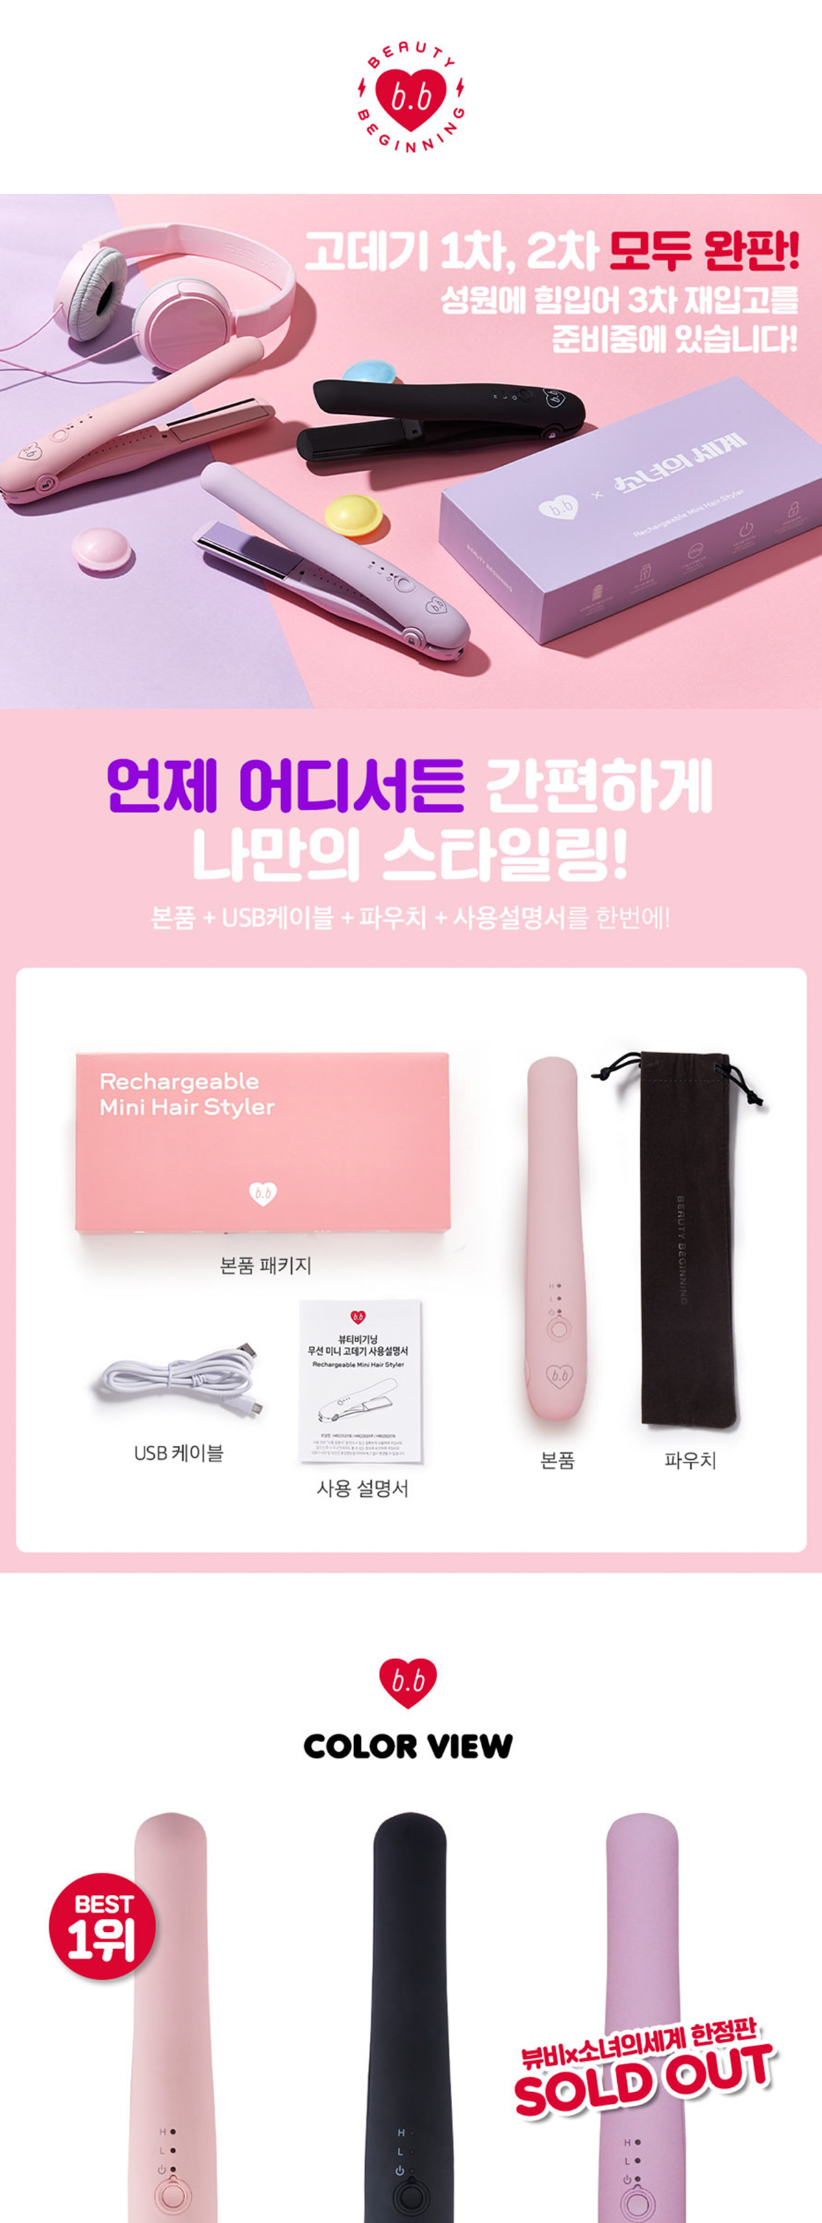 BEAUTY
b.b
BEGINNING
고데기 1차, 2차 모두 완판!
성원에 힘입어 3차 재입고를
준비중에 있습니다!
H L
b.b
b.b × 소녀의 세계
Rechargeable Mini Hair Styler
BEAUTY BEGINNING
b.b
H
L
b.b
언제 어디서든 간편하게
나만의 스타일링!
본품 + USB케이블 + 파우치 + 사용설명서를 한번에!
Rechargeable
Mini Hair Styler
b.b
본품 패키지
b.b
뷰티비기닝
무선 미니 고데기 사용설명서
Rechargeable Mini Hair Styler
USB 케이블
사용 설명서
H
L
b.b
본품
BEAUTY BEGINNING
파우치
b.b
COLOR VIEW
BEST
1위
뷰비x소녀의세계 한정판
SOLD OUT
H
L
H
L
H
L